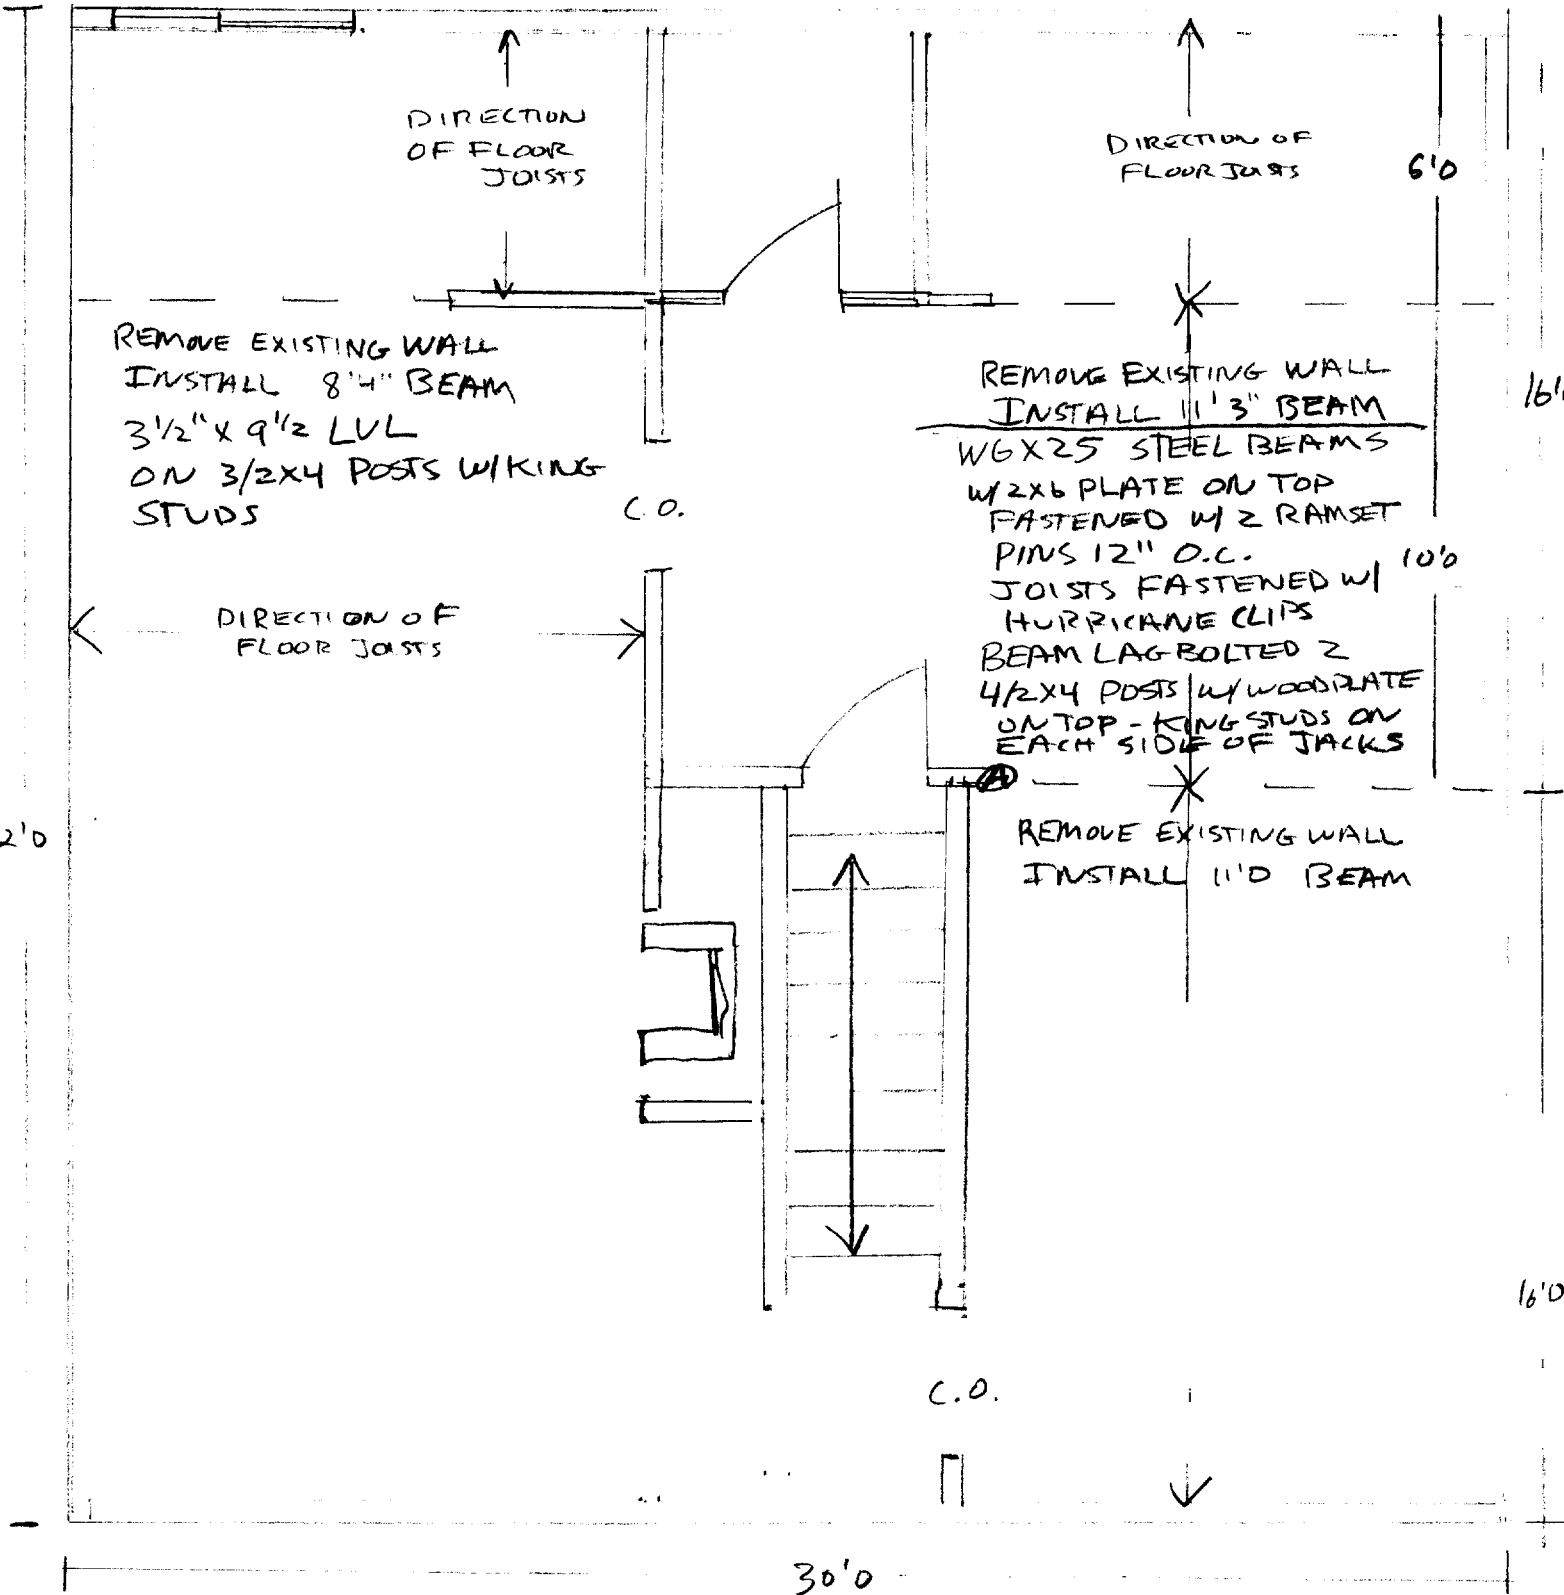 DIRECTION
OF FLOOR
JOISTS
DIRECTION OF
FLOOR JOISTS
6'0
REMOVE EXISTING WALL
INSTALL 8'4" BEAM
3 1/2" X 9 1/2 LVL
ON 3/2X4 POSTS W/KING
STUDS
REMOVE EXISTING WALL
INSTALL 11'3" BEAM
W6X25 STEEL BEAMS
W/2X6 PLATE ON TOP
FASTENED W/ 2 RAMSET
PINS 12" O.C.
JOISTS FASTENED W/
HURRICANE CLIPS
BEAM LAG BOLTED 2
4/2X4 POSTS W/ WOODPLATE
ON TOP - KING STUDS ON
EACH SIDE OF JACKS
10'0
16'
C.O.
DIRECTION OF
FLOOR JOISTS
A
2'0
REMOVE EXISTING WALL
INSTALL 11'0 BEAM
16'0
C.O.
30'0